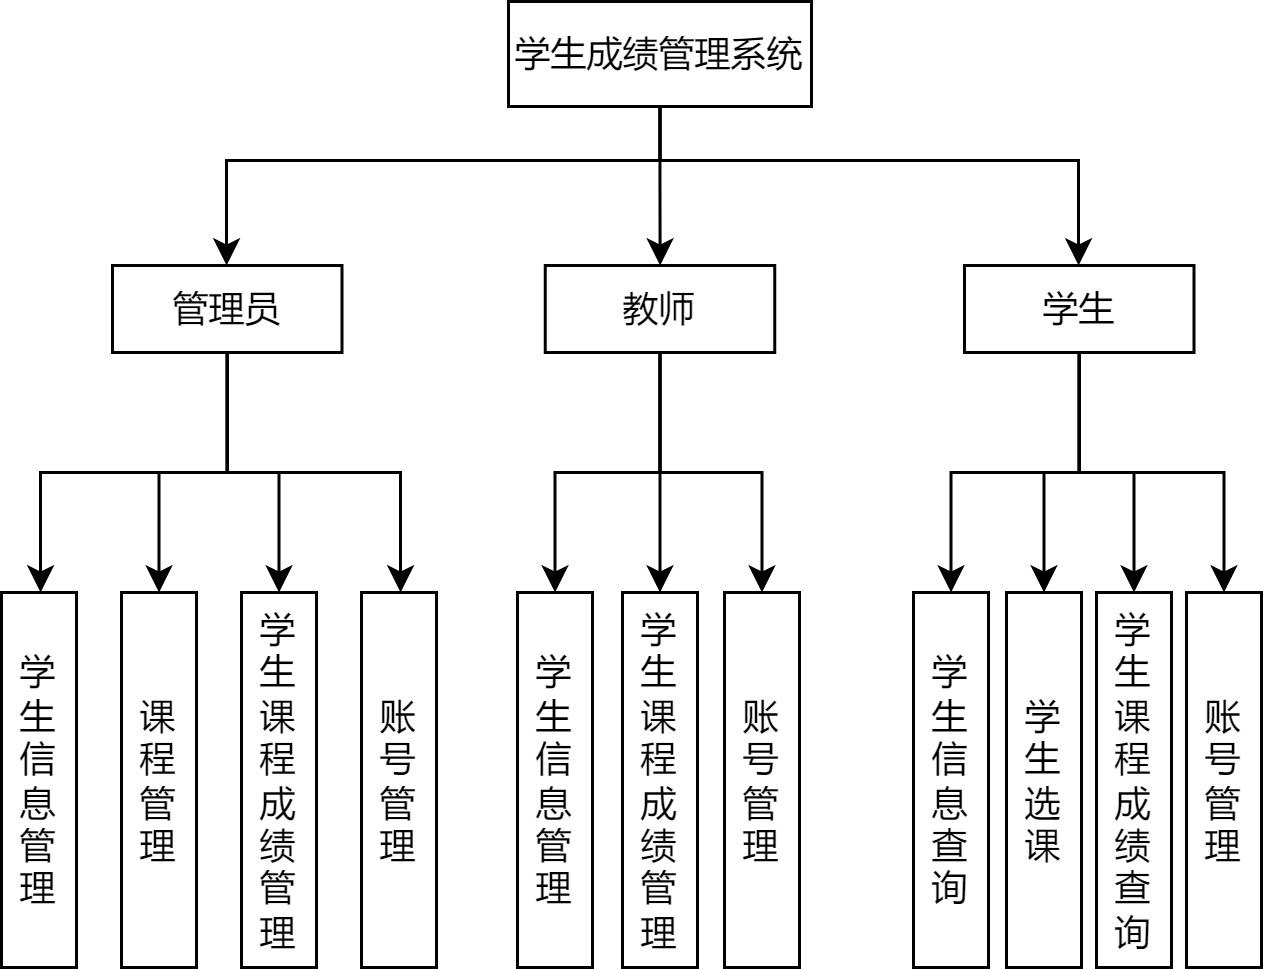 学生成绩管理系统
管理员
教师
学生
学生信息管理
课程管理
学生课程成绩管理
账号管理
学生信息管理
学生课程成绩管理
账号管理
学生信息查询
学生选课
学生课程成绩查询
账号管理